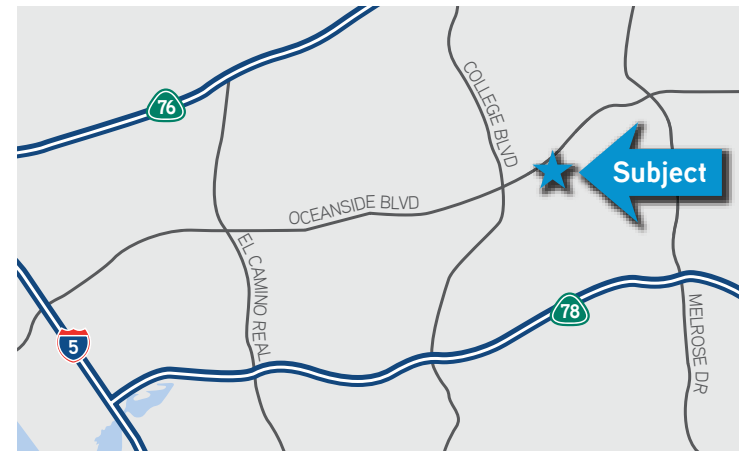 76
COLLEGE BLVD
Subject
OCEANSIDE BLVD
EL CAMINO REAL
78
MELROSE DR
5